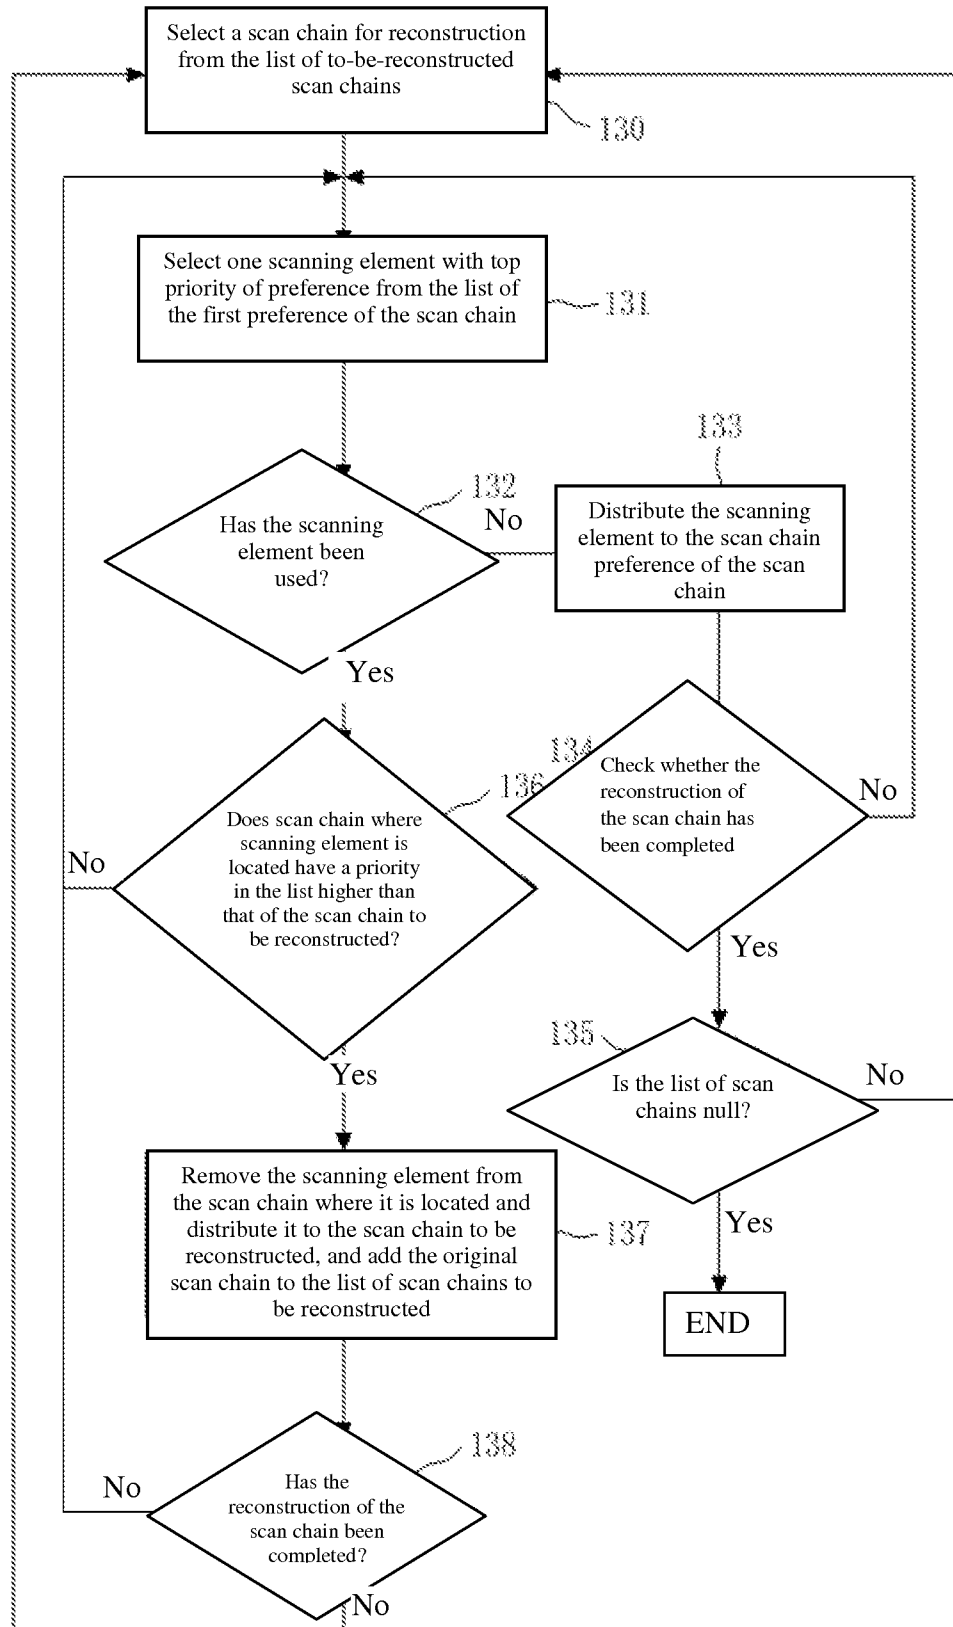 Select a scan chain for reconstruction
from the list of to-be-reconstructed
scan chains
130
Select one scanning element with top
priority of preference from the list of
the first preference of the scan chain
131
Has the scanning
element been
used?
132
No
Yes
133
Distribute the scanning
element to the scan chain
preference of the scan
chain
134
Check whether the
reconstruction of
the scan chain has
been completed
No
Yes
136
Does scan chain where
scanning element is
located have a priority
in the list higher than
that of the scan chain to
be reconstructed?
No
Yes
135
Is the list of scan
chains null?
No
Yes
END
Remove the scanning element from
the scan chain where it is located and
distribute it to the scan chain to be
reconstructed, and add the original
scan chain to the list of scan chains to
be reconstructed
137
138
Has the
reconstruction of the
scan chain been
completed?
No
No